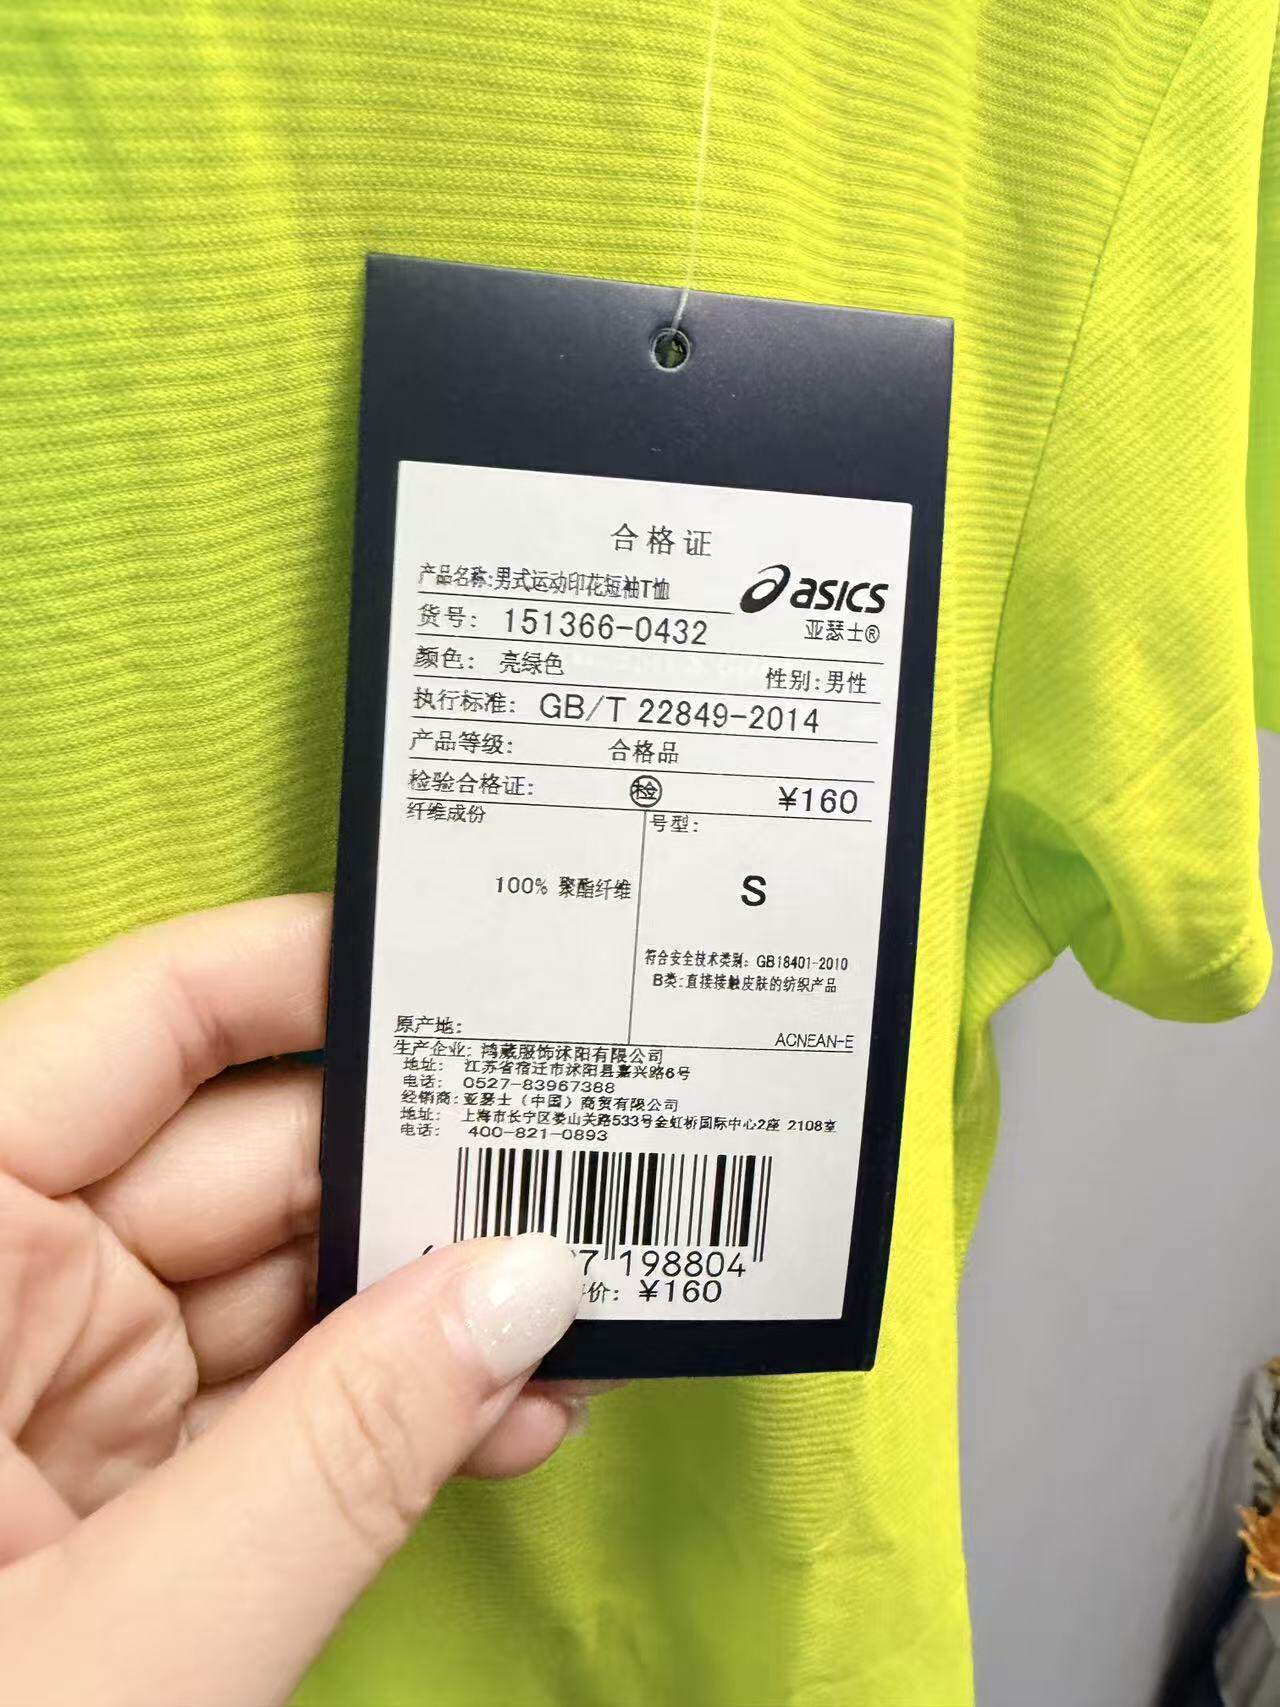 合格证
产品名称:男式运动印花短袖T恤
asics
亚瑟士®
货号: 151366-0432
颜色: 亮绿色 性别:男性
执行标准: GB/T 22849-2014
产品等级: 合格品
检验合格证: 检 ¥160
纤维成份
100% 聚酯纤维
号型:
S
符合安全技术类别: GB18401-2010
B类:直接接触皮肤的纺织产品
原产地:
ACNEAN-E
生产企业: 鸿葳服饰沭阳有限公司
地址: 江苏省宿迁市沭阳县嘉兴路6号
电话: 0527-83967388
经销商:亚瑟士（中国）商贸有限公司
地址: 上海市长宁区娄山关路533号金虹桥国际中心2座 2108室
电话: 400-821-0893
7 198804
价: ¥160